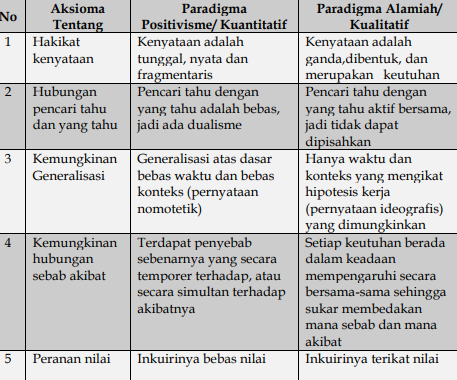 No Aksioma Tentang Paradigma Positivisme/ Kuantitatif Paradigma Alamiah/ Kualitatif
1 Hakikat kenyataan
Kenyataan adalah
tunggal, nyata dan
fragmentaris
Kenyataan adalah
ganda,dibentuk, dan
merupakan keutuhan
2 Hubungan
pencari tahu
dan yang tahu
Pencari tahu dengan
yang tahu adalah bebas,
jadi ada dualisme
Pencari tahu dengan
yang tahu aktif bersama,
jadi tidak dapat
dipisahkan
3 Kemungkinan
Generalisasi
Generalisasi atas dasar
bebas waktu dan bebas
konteks (pernyataan
nomotetik)
Hanya waktu dan
konteks yang mengikat
hipotesis kerja
(pernyataan ideografis)
yang dimungkinkan
4 Kemungkinan
hubungan
sebab akibat
Terdapat penyebab
sebenarnya yang secara
temporer terhadap, atau
secara simultan terhadap
akibatnya
Setiap keutuhan berada
dalam keadaan
mempengaruhi secara
bersama-sama sehingga
sukar membedakan
mana sebab dan mana
akibat
5 Peranan nilai
Inkuirinya bebas nilai
Inkuirinya terikat nilai